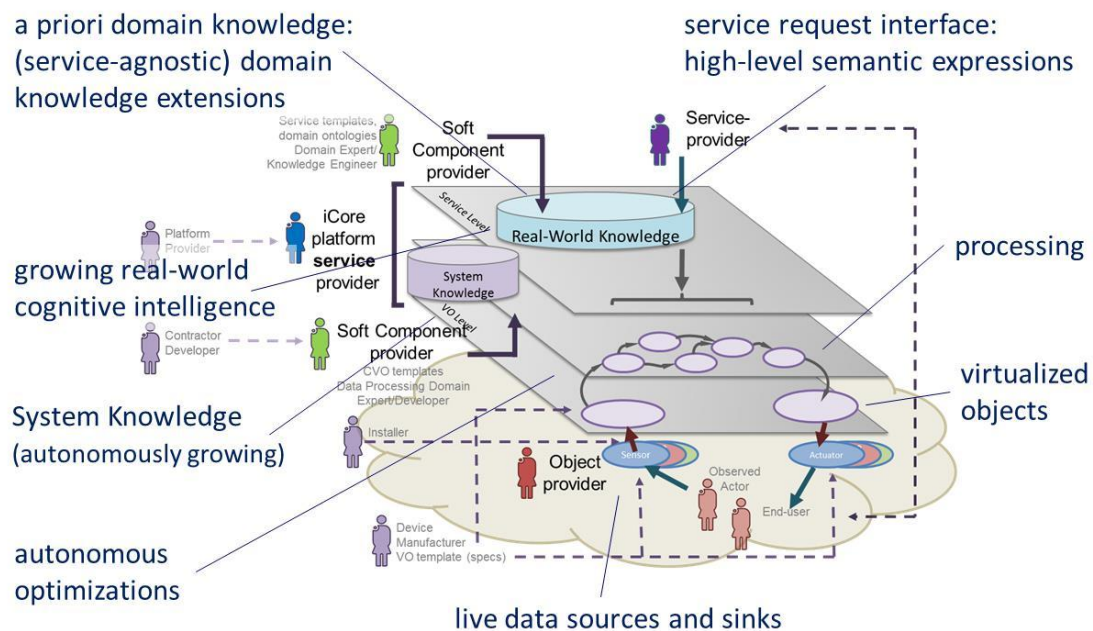 a priori domain knowledge:
(service-agnostic) domain
knowledge extensions
service request interface:
high-level semantic expressions
Service templates,
domain ontologies
Domain Expert/
Knowledge Engineer
Soft
Component
provider
Service-
provider
Service Level
Real-World Knowledge
iCore
platform
service
provider
Platform
Provider
processing
growing real-world
cognitive intelligence
System
Knowledge
VO Level
Contractor
Developer
Soft Component
provider
CVO templates
Data Processing Domain
Expert/Developer
virtualized
objects
System Knowledge
(autonomously growing)
Installer
Object
provider
Sensor
Actuator
Observed
Actor
End-user
Device
Manufacturer
VO template (specs)
autonomous
optimizations
live data sources and sinks